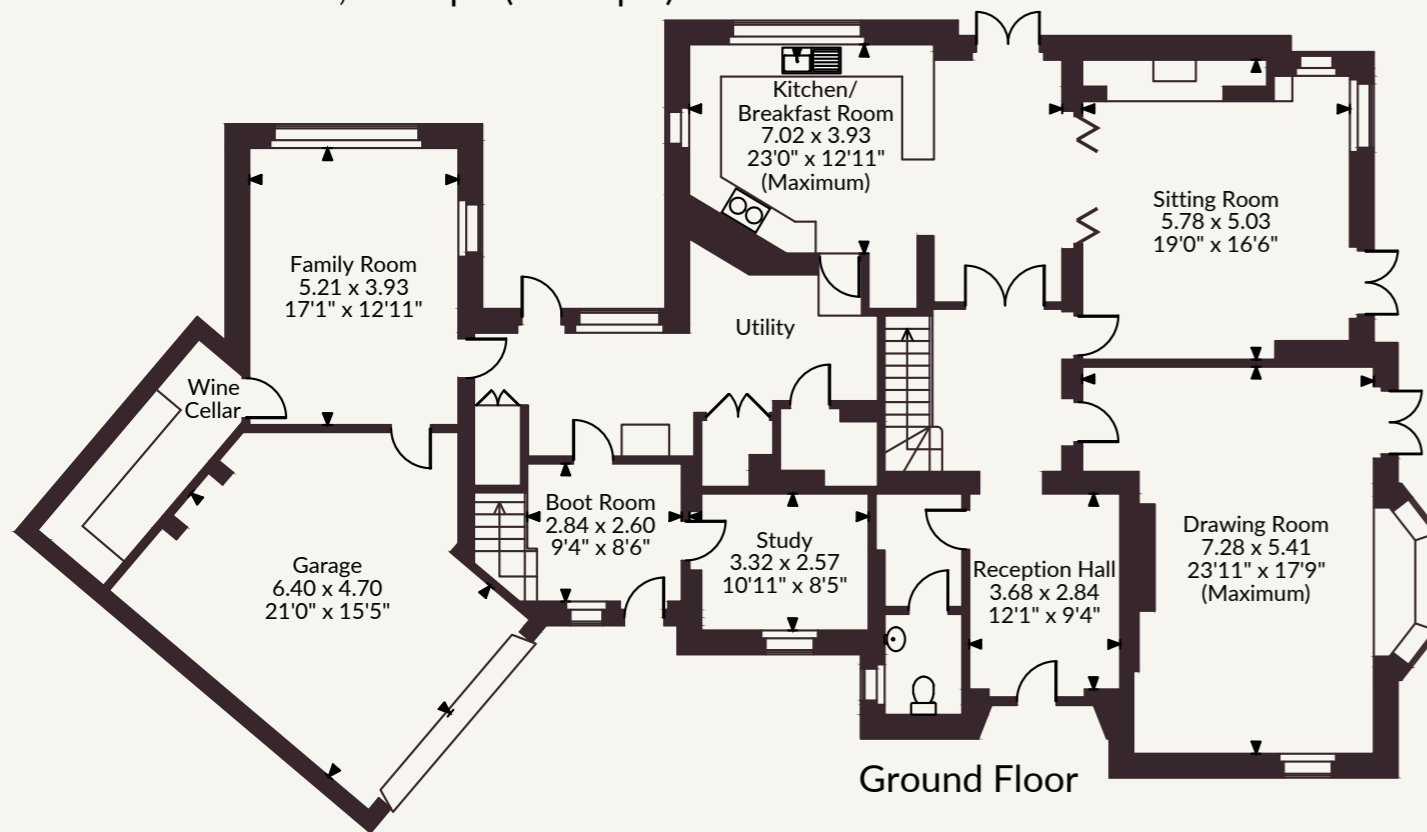 Kitchen/
Breakfast Room
7.02 x 3.93
23'0" x 12'11"
(Maximum)
Sitting Room
5.78 x 5.03
19'0" x 16'6"
Family Room
5.21 x 3.93
17'1" x 12'11"
Utility
Wine
Cellar
Boot Room
2.84 x 2.60
9'4" x 8'6"
Study
3.32 x 2.57
10'11" x 8'5"
Drawing Room
7.28 x 5.41
23'11" x 17'9"
(Maximum)
Garage
6.40 x 4.70
21'0" x 15'5"
Reception Hall
3.68 x 2.84
12'1" x 9'4"
Ground Floor